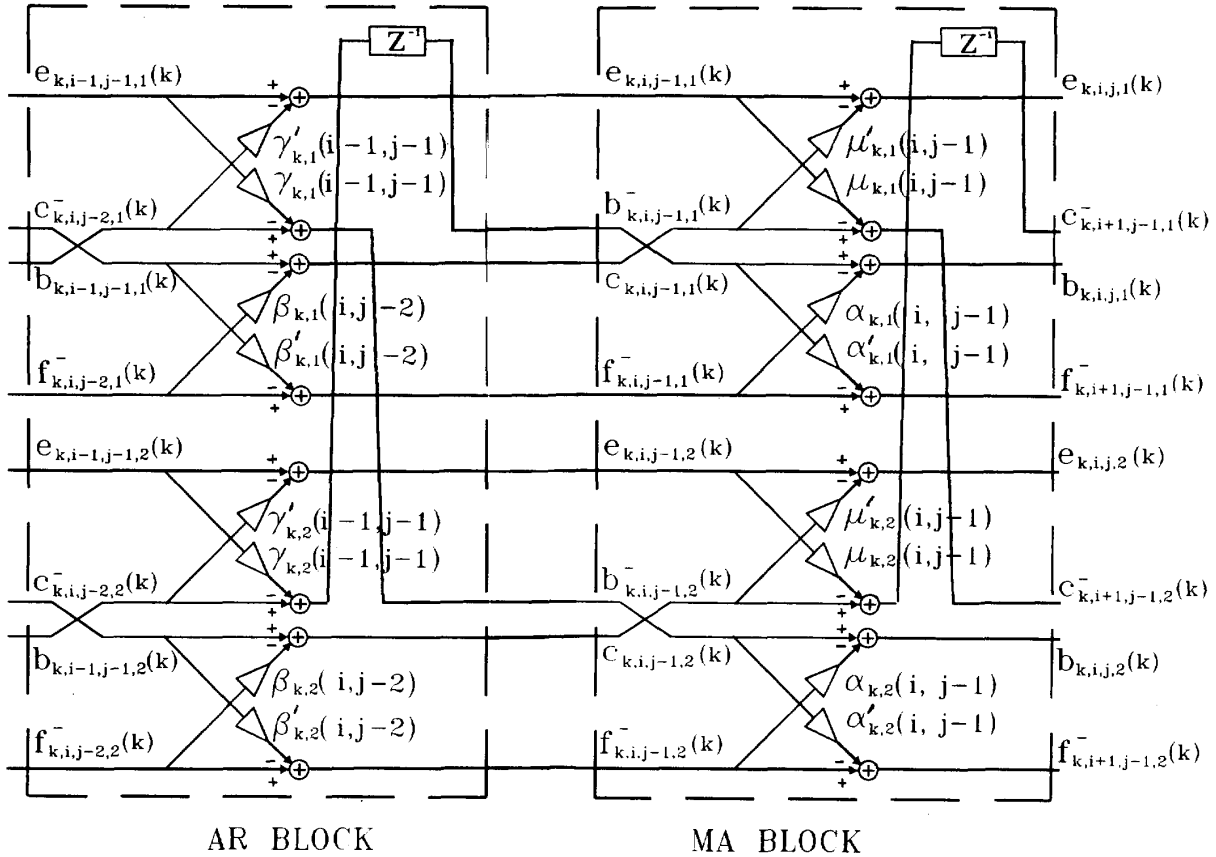 Z⁻¹ Z⁻¹
e_{k,i-1,j-1,1}(k) e_{k,i,j-1,1}(k) e_{k,i,j,1}(k)
+ +
- -
γ'_{k,1}(i-1,j-1) μ'_{k,1}(i,j-1)
γ_{k,1}(i-1,j-1) μ_{k,1}(i,j-1)
c⁻_{k,i,j-2,1}(k) b⁻_{k,i,j-1,1}(k) c⁻_{k,i+1,j-1,1}(k)
- -
+ +
+ +
- -
b_{k,i-1,j-1,1}(k) c_{k,i,j-1,1}(k) b_{k,i,j,1}(k)
β_{k,1}(i,j-2) α_{k,1}(i, j-1)
β'_{k,1}(i,j-2) α'_{k,1}(i, j-1)
f⁻_{k,i,j-2,1}(k) f⁻_{k,i,j-1,1}(k) f⁻_{k,i+1,j-1,1}(k)
- -
+ +
e_{k,i-1,j-1,2}(k) e_{k,i,j-1,2}(k) e_{k,i,j,2}(k)
+ +
- -
γ'_{k,2}(i-1,j-1) μ'_{k,2}(i,j-1)
γ_{k,2}(i-1,j-1) μ_{k,2}(i,j-1)
c⁻_{k,i,j-2,2}(k) b⁻_{k,i,j-1,2}(k) c⁻_{k,i+1,j-1,2}(k)
- -
+ +
+ +
- -
b_{k,i-1,j-1,2}(k) c_{k,i,j-1,2}(k) b_{k,i,j,2}(k)
β_{k,2}(i,j-2) α_{k,2}(i, j-1)
β'_{k,2}(i,j-2) α'_{k,2}(i, j-1)
f⁻_{k,i,j-2,2}(k) f⁻_{k,i,j-1,2}(k) f⁻_{k,i+1,j-1,2}(k)
- -
+ +
AR BLOCK MA BLOCK